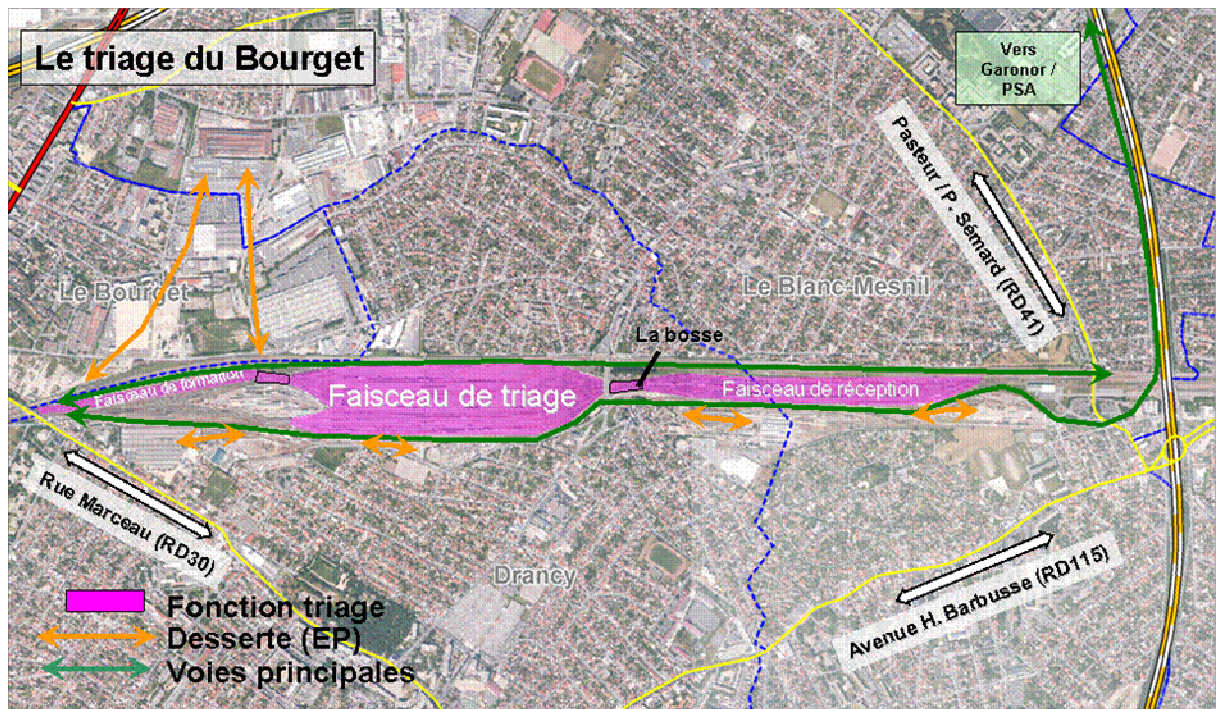 Le triage du Bourget
Vers
Garonor /
PSA
Pasteur / P. Sémard (RD41)
Le Bourget
Le Blanc-Mesnil
La bosse
Faisceau de formation
Faisceau de triage
Faisceau de réception
Rue Marceau (RD30)
Drancy
Avenue H. Barbusse (RD115)
Fonction triage
Desserte (EP)
Voies principales